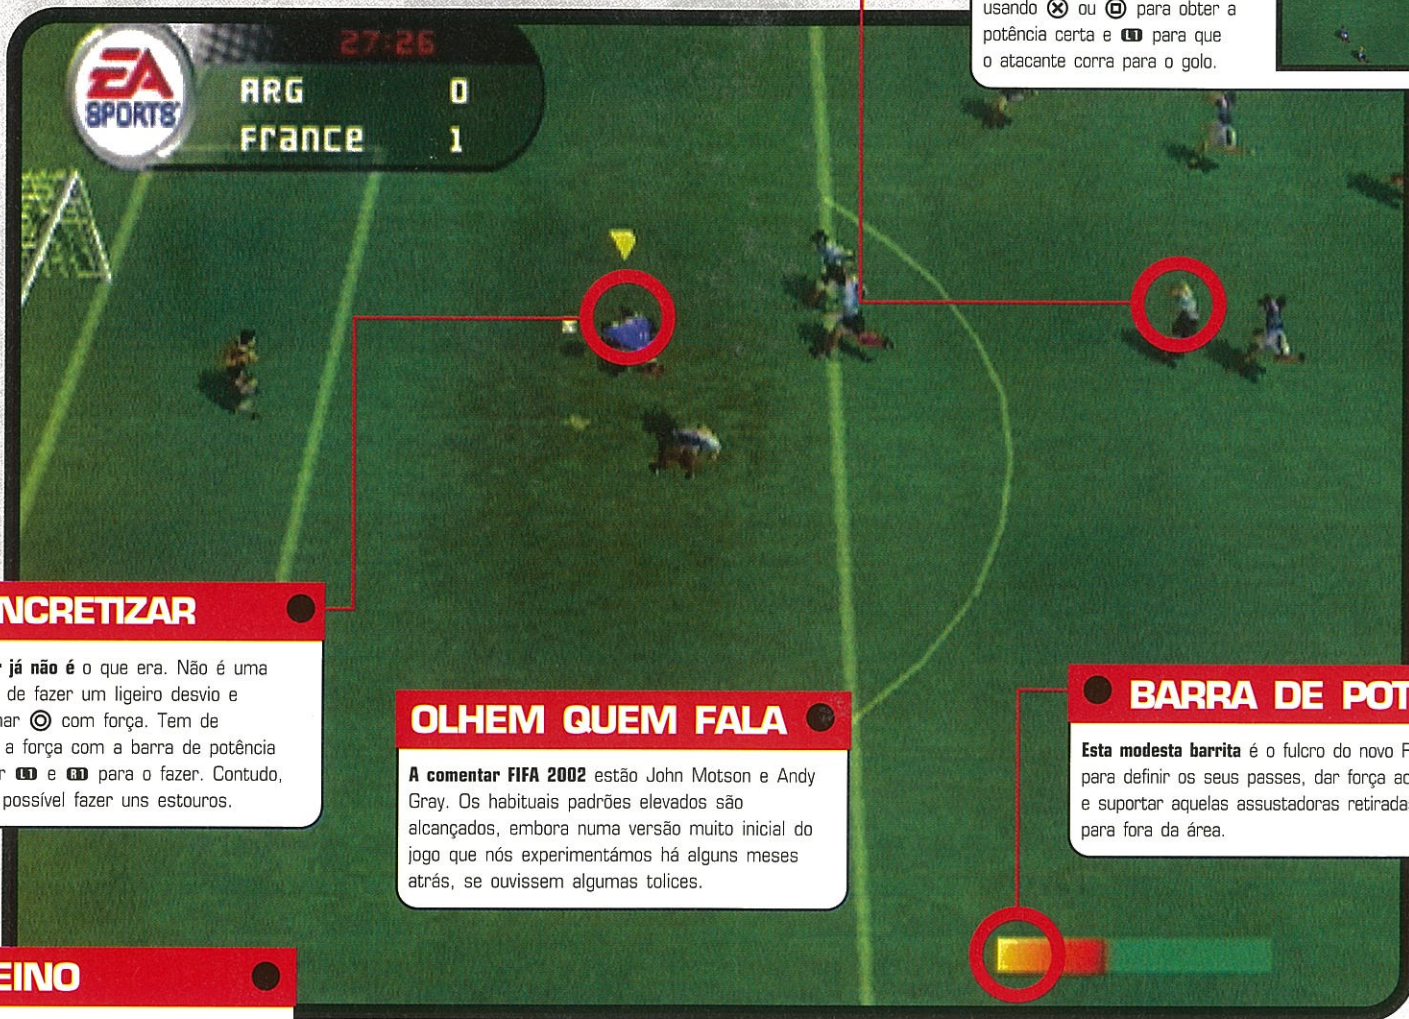 usando ⊗ ou ⊡ para obter a
potência certa e L1 para que
o atacante corra para o golo.
EA
SPORTS
27:26
ARG 0
France 1
NCRETIZAR
já não é o que era. Não é uma
de fazer um ligeiro desvio e
nar ◎ com força. Tem de
a força com a barra de potência
r L1 e R1 para o fazer. Contudo,
possível fazer uns estouros.
OLHEM QUEM FALA
A comentar FIFA 2002 estão John Motson e Andy
Gray. Os habituais padrões elevados são
alcançados, embora numa versão muito inicial do
jogo que nós experimentámos há alguns meses
atrás, se ouvissem algumas tolices.
BARRA DE POT
Esta modesta barrita é o fulcro do novo F
para definir os seus passes, dar força ao
e suportar aquelas assustadoras retiradas
para fora da área.
EINO